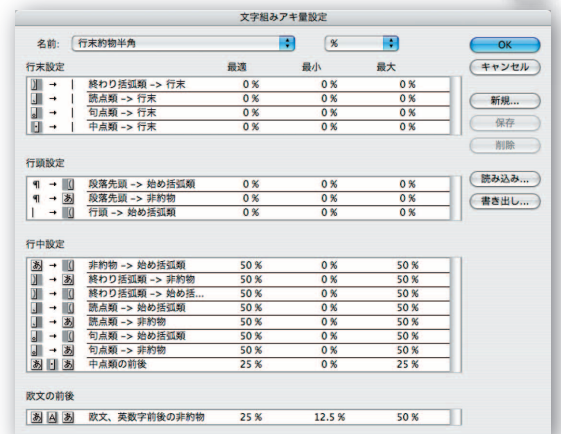 文字組みアキ量設定
名前: 行末約物半角 %
OK
キャンセル
新規...
保存
削除
読み込み...
書き出し...
行末設定 最適 最小 最大
） → | 終わり括弧類 -> 行末 0 % 0 % 0 %
、 → | 読点類 -> 行末 0 % 0 % 0 %
。 → | 句点類 -> 行末 0 % 0 % 0 %
・ → | 中点類 -> 行末 0 % 0 % 0 %
行頭設定
¶ → （ 段落先頭 -> 始め括弧類 0 % 0 % 0 %
¶ → あ 段落先頭 -> 非約物 0 % 0 % 0 %
| → （ 行頭 -> 始め括弧類 0 % 0 % 0 %
行中設定
あ → （ 非約物 -> 始め括弧類 50 % 0 % 50 %
） → あ 終わり括弧類 -> 非約物 50 % 0 % 50 %
） → （ 終わり括弧類 -> 始め括... 50 % 0 % 50 %
、 → （ 読点類 -> 始め括弧類 50 % 0 % 50 %
、 → あ 読点類 -> 非約物 50 % 0 % 50 %
。 → （ 句点類 -> 始め括弧類 50 % 0 % 50 %
。 → あ 句点類 -> 非約物 50 % 0 % 50 %
あ ・ あ 中点類の前後 25 % 0 % 25 %
欧文の前後
あ A あ 欧文、英数字前後の非約物 25 % 12.5 % 50 %